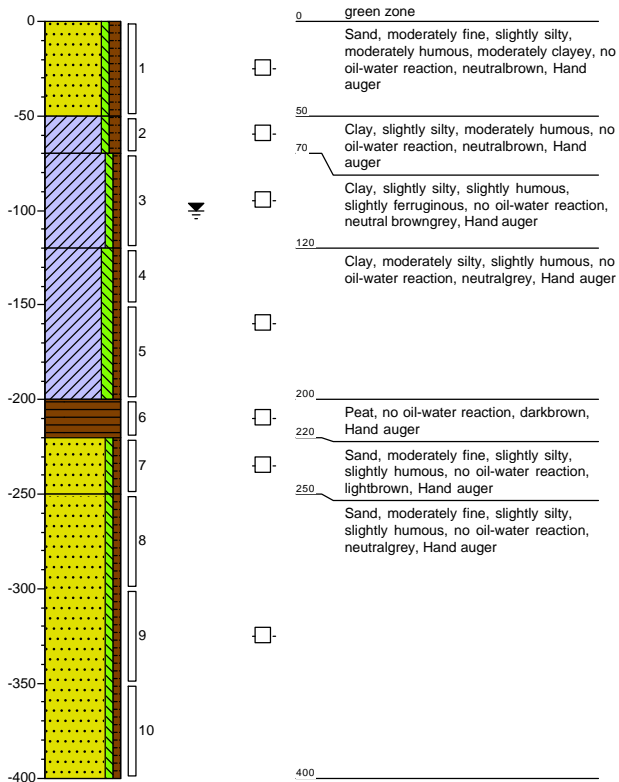 0
-50
-100
-150
-200
-250
-300
-350
-400
1
2
3
4
5
6
7
8
9
10
0
green zone
Sand, moderately fine, slightly silty,
moderately humous, moderately clayey, no
oil-water reaction, neutralbrown, Hand
auger
50
Clay, slightly silty, moderately humous, no
oil-water reaction, neutralbrown, Hand
auger
70
Clay, slightly silty, slightly humous,
slightly ferruginous, no oil-water reaction,
neutral browngrey, Hand auger
120
Clay, moderately silty, slightly humous, no
oil-water reaction, neutralgrey, Hand auger
200
Peat, no oil-water reaction, darkbrown,
Hand auger
220
Sand, moderately fine, slightly silty,
slightly humous, no oil-water reaction,
lightbrown, Hand auger
250
Sand, moderately fine, slightly silty,
slightly humous, no oil-water reaction,
neutralgrey, Hand auger
400